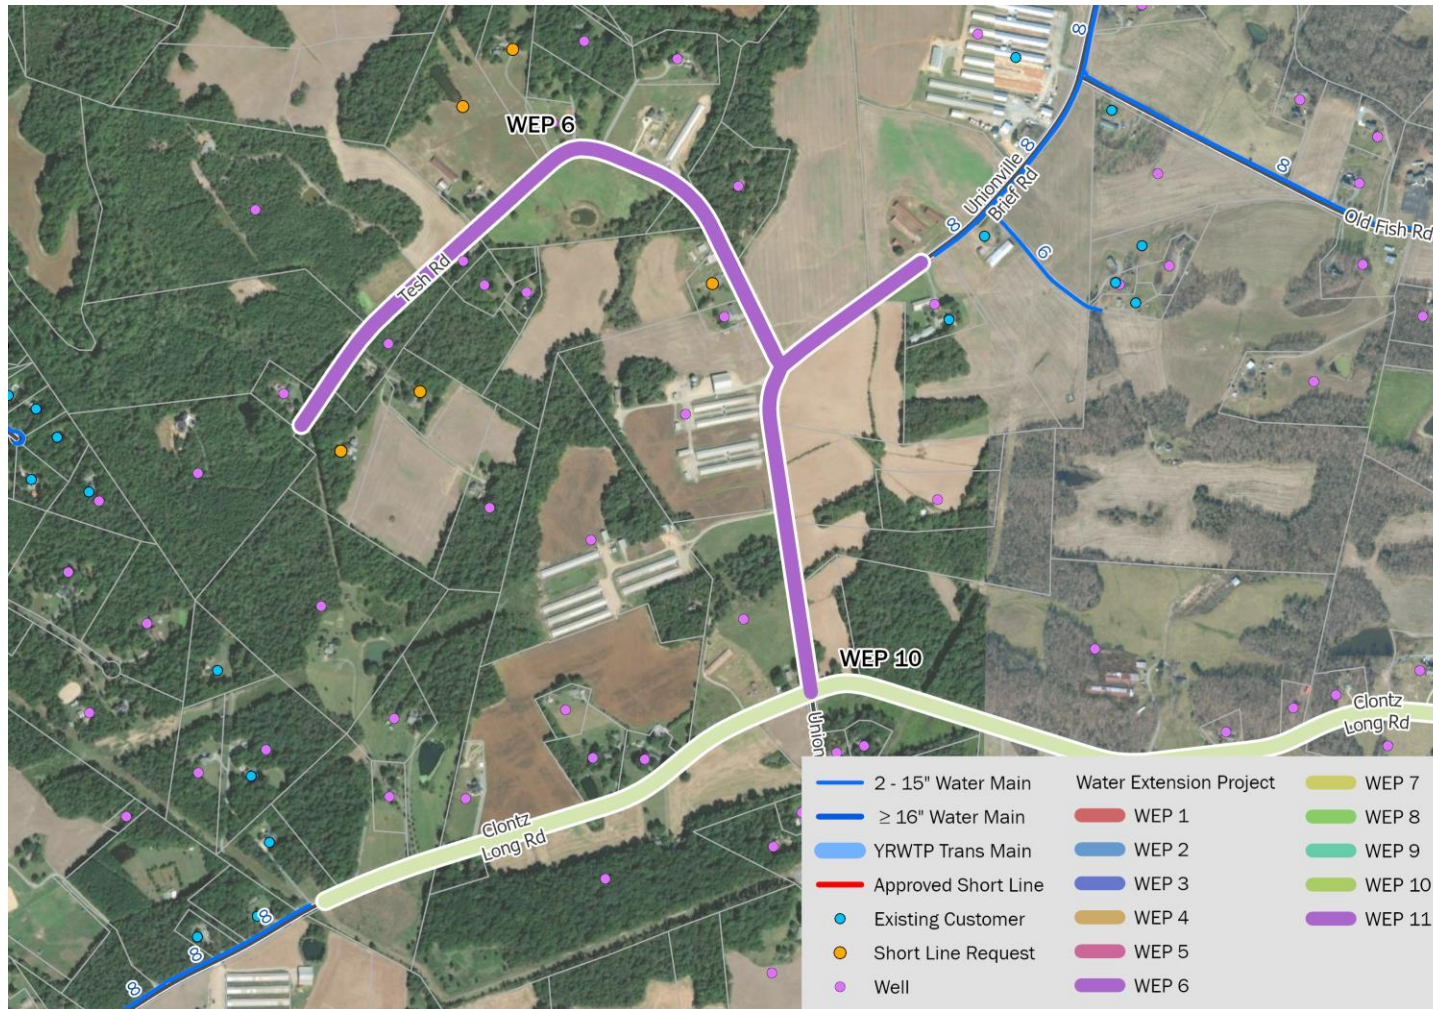 8
WEP 6
8
Unionville
Brief Rd
8
Old Fish Rd
8
6
Tesh Rd
WEP 10
Union
Clontz
Long Rd
Clontz
Long Rd
8
8
8
2 - 15" Water Main
≥ 16" Water Main
YRWTP Trans Main
Approved Short Line
Existing Customer
Short Line Request
Well
Water Extension Project
WEP 1
WEP 2
WEP 3
WEP 4
WEP 5
WEP 6
WEP 7
WEP 8
WEP 9
WEP 10
WEP 11